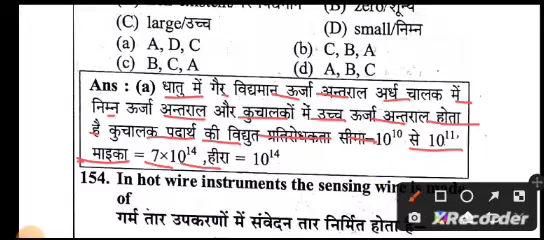 (B) zero/शून्य
(C) large/उच्च (D) small/निम्न
(a) A, D, C (b) C, B, A
(c) B, C, A (d) A, B, C
Ans : (a) धातु में गैर विद्यमान ऊर्जा अन्तराल अर्ध चालक में
निम्न ऊर्जा अन्तराल और कुचालकों में उच्च ऊर्जा अन्तराल होता
है कुचालक पदार्थ की विद्युत प्रतिरोधकता सीमा–10¹⁰ से 10¹¹,
माइका = 7×10¹⁴ ,हीरा = 10¹⁴
154. In hot wire instruments the sensing wire is made
of
गर्म तार उपकरणों में संवेदन तार निर्मित होता है–
XRecorder